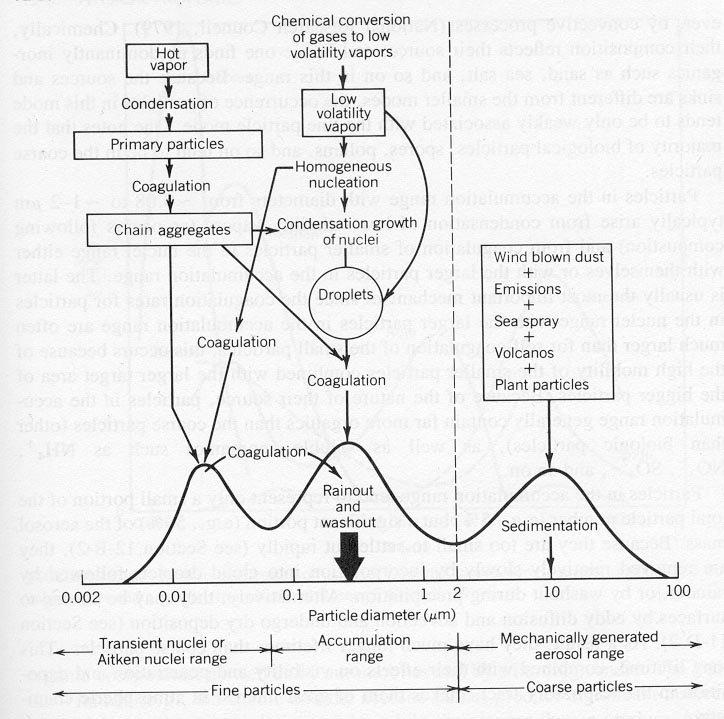 Chemical conversion
of gases to low
volatility vapors
Hot
vapor
Condensation
Low
volatility
vapor
Primary particles
Homogeneous
nucleation
Coagulation
Chain aggregates
Condensation growth
of nuclei
Wind blown dust
+
Emissions
+
Sea spray
+
Volcanos
+
Plant particles
Droplets
Coagulation
Coagulation
Coagulation
Rainout
and
washout
Sedimentation
0.002 0.01 0.1 1 2 10 100
Particle diameter (μm)
Transient nuclei or
Aitken nuclei range
Accumulation
range
Mechanically generated
aerosol range
Fine particles
Coarse particles